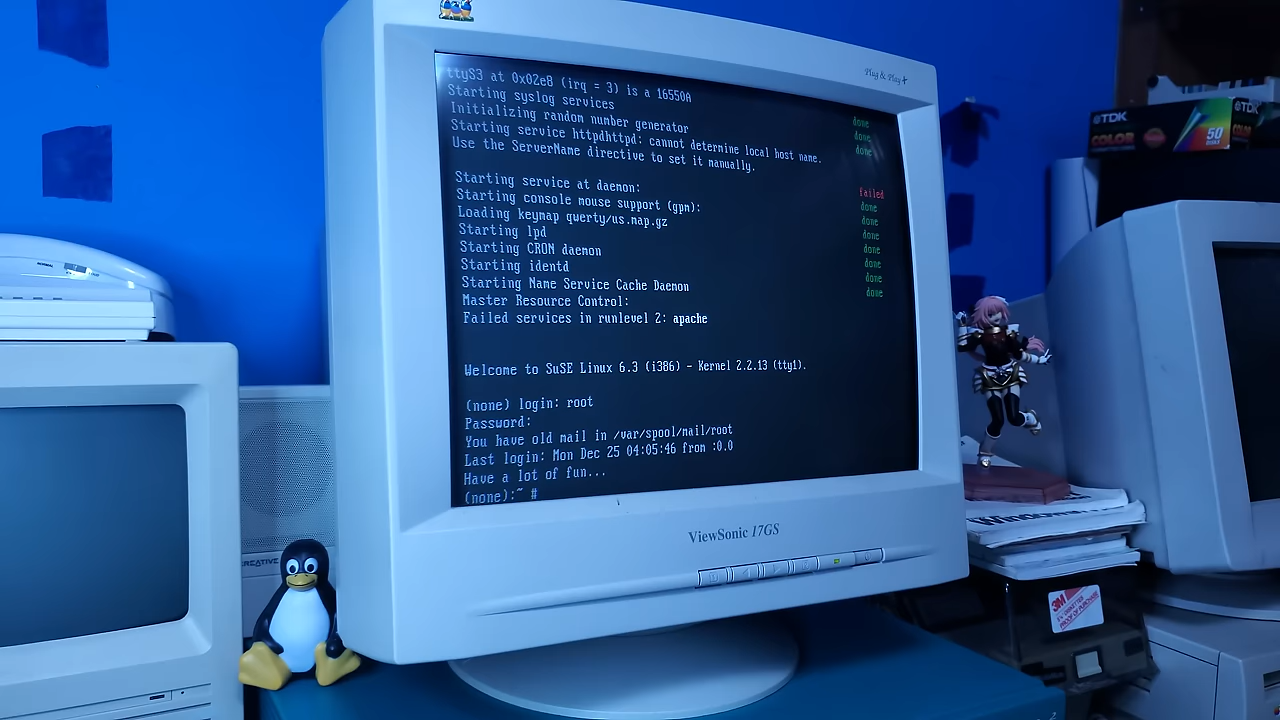 Plug & Play+
ttyS3 at 0x02e8 (irq = 3) is a 16550A
Starting syslog services done
Initializing random number generator done
Starting service httpdhttpd: cannot determine local host name. done
Use the ServerName directive to set it manually.
Starting service at daemon: failed
Starting console mouse support (gpm): done
Loading keymap qwerty/us.map.gz done
Starting lpd done
Starting CRON daemon done
Starting identd done
Starting Name Service Cache Daemon done
Master Resource Control: done
Failed services in runlevel 2: apache
Welcome to SuSE Linux 6.3 (i386) - Kernel 2.2.13 (tty1).
(none) login: root
Password:
You have old mail in /var/spool/mail/root
Last login: Mon Dec 25 04:05:46 from :0.0
Have a lot of fun...
(none):~ #
ViewSonic 17GS
CREATIVE
TDK
COLOR
50
TDK
COLOR
3M
PROOF OF PURCHASE